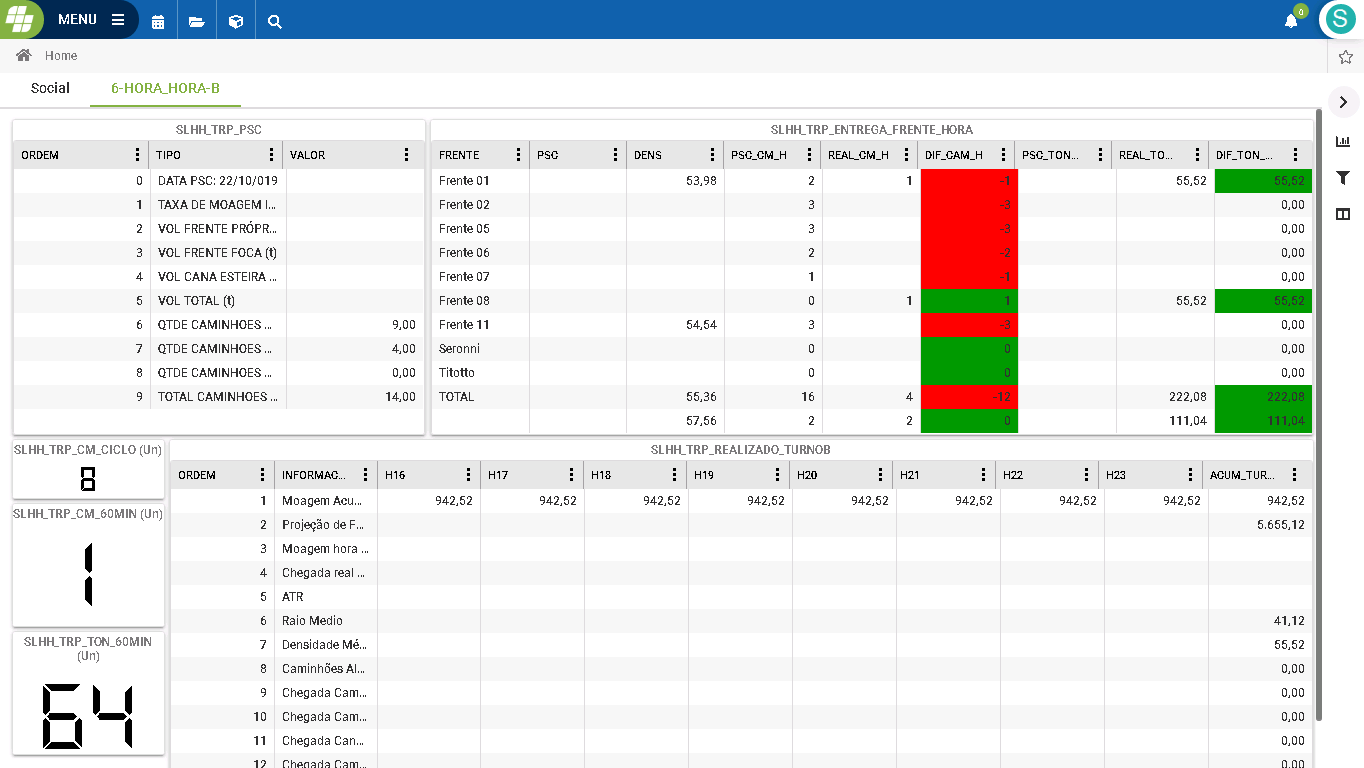 MENU
0
S
Home
Social 6-HORA_HORA-B
SLHH_TRP_PSC
ORDEM TIPO VALOR
0 DATA PSC: 22/10/019
1 TAXA DE MOAGEM I...
2 VOL FRENTE PRÓPR...
3 VOL FRENTE FOCA (t)
4 VOL CANA ESTEIRA ...
5 VOL TOTAL (t)
6 QTDE CAMINHOES ... 9,00
7 QTDE CAMINHOES ... 4,00
8 QTDE CAMINHOES ... 0,00
9 TOTAL CAMINHOES ... 14,00
SLHH_TRP_ENTREGA_FRENTE_HORA
FRENTE PSC DENS PSC_CM_H REAL_CM_H DIF_CAM_H PSC_TON... REAL_TO... DIF_TON_...
Frente 01 53,98 2 1 -1 55,52 55,52
Frente 02 3 -3 0,00
Frente 05 3 -3 0,00
Frente 06 2 -2 0,00
Frente 07 1 -1 0,00
Frente 08 0 1 1 55,52 55,52
Frente 11 54,54 3 -3 0,00
Seronni 0 0 0,00
Titotto 0 0 0,00
TOTAL 55,36 16 4 -12 222,08 222,08
57,56 2 2 0 111,04 111,04
SLHH_TRP_CM_CICLO (Un)
8
SLHH_TRP_CM_60MIN (Un)
1
SLHH_TRP_TON_60MIN
(Un)
64
SLHH_TRP_REALIZADO_TURNOB
ORDEM INFORMAC... H16 H17 H18 H19 H20 H21 H22 H23 ACUM_TUR...
1 Moagem Acu... 942,52 942,52 942,52 942,52 942,52 942,52 942,52 942,52 942,52
2 Projeção de F... 5.655,12
3 Moagem hora ...
4 Chegada real ...
5 ATR
6 Raio Medio 41,12
7 Densidade Mé... 55,52
8 Caminhões Al... 0,00
9 Chegada Cam... 0,00
10 Chegada Cam... 0,00
11 Chegada Can... 0,00
12 Chegada Cam... 0,00